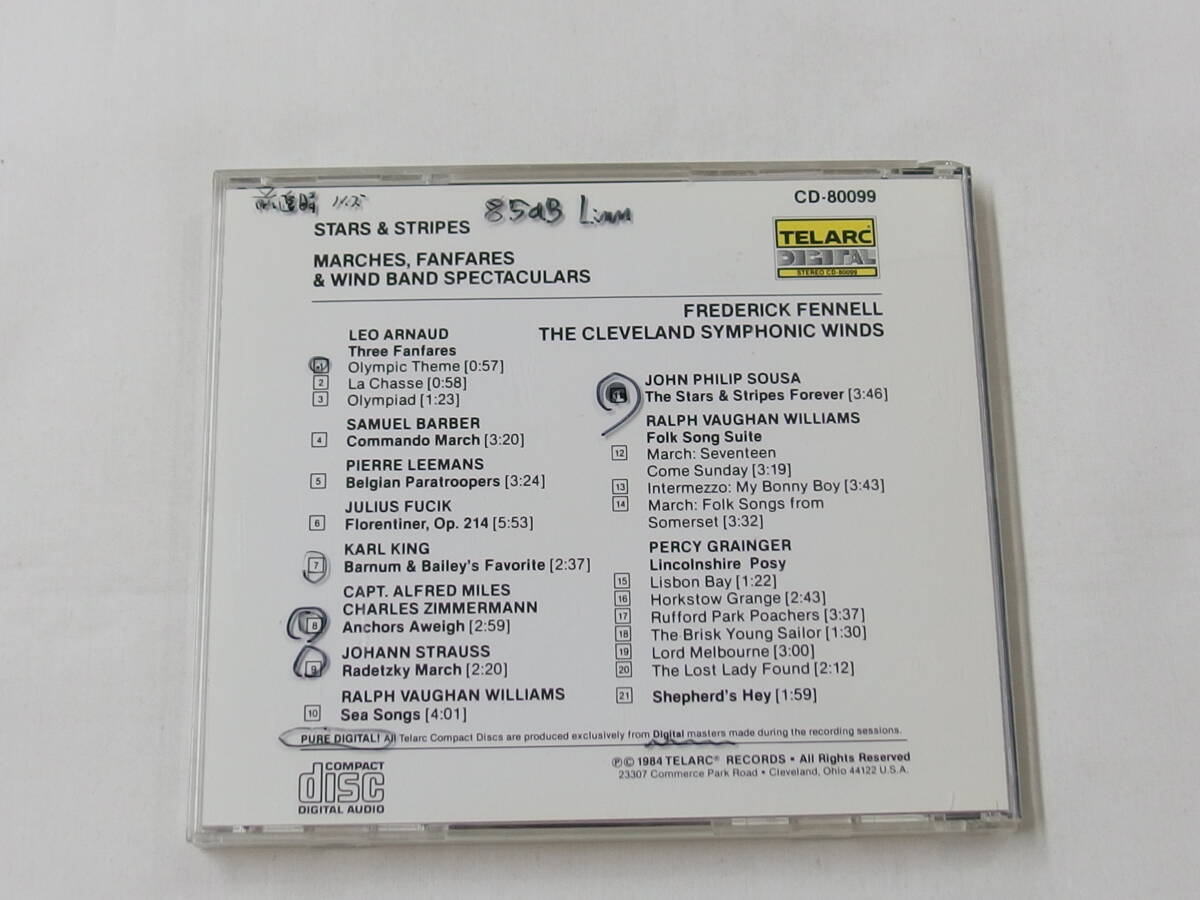 85dB Linn
CD-80099
STARS & STRIPES
MARCHES, FANFARES
& WIND BAND SPECTACULARS
TELARC
DIGITAL
STEREO CD-80099
FREDERICK FENNELL
THE CLEVELAND SYMPHONIC WINDS
LEO ARNAUD
Three Fanfares
1 Olympic Theme [0:57]
2 La Chasse [0:58]
3 Olympiad [1:23]
SAMUEL BARBER
4 Commando March [3:20]
PIERRE LEEMANS
5 Belgian Paratroopers [3:24]
JULIUS FUCIK
6 Florentiner, Op. 214 [5:53]
KARL KING
7 Barnum & Bailey's Favorite [2:37]
CAPT. ALFRED MILES
CHARLES ZIMMERMANN
8 Anchors Aweigh [2:59]
JOHANN STRAUSS
9 Radetzky March [2:20]
RALPH VAUGHAN WILLIAMS
10 Sea Songs [4:01]
JOHN PHILIP SOUSA
The Stars & Stripes Forever [3:46]
RALPH VAUGHAN WILLIAMS
Folk Song Suite
12 March: Seventeen
Come Sunday [3:19]
13 Intermezzo: My Bonny Boy [3:43]
14 March: Folk Songs from
Somerset [3:32]
PERCY GRAINGER
Lincolnshire Posy
15 Lisbon Bay [1:22]
16 Horkstow Grange [2:43]
17 Rufford Park Poachers [3:37]
18 The Brisk Young Sailor [1:30]
19 Lord Melbourne [3:00]
20 The Lost Lady Found [2:12]
21 Shepherd's Hey [1:59]
PURE DIGITAL! All Telarc Compact Discs are produced exclusively from Digital masters made during the recording sessions.
COMPACT
disc
DIGITAL AUDIO
℗© 1984 TELARC® RECORDS • All Rights Reserved
23307 Commerce Park Road • Cleveland, Ohio 44122 U.S.A.